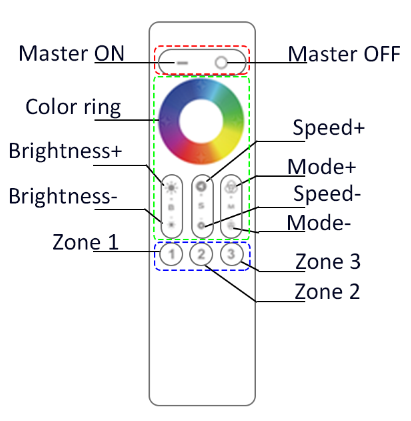 Master ON
Master OFF
Color ring
Speed+
Brightness+
Mode+
Brightness-
Speed-
Mode-
B
S
M
Zone 1
1
2
3
Zone 3
Zone 2